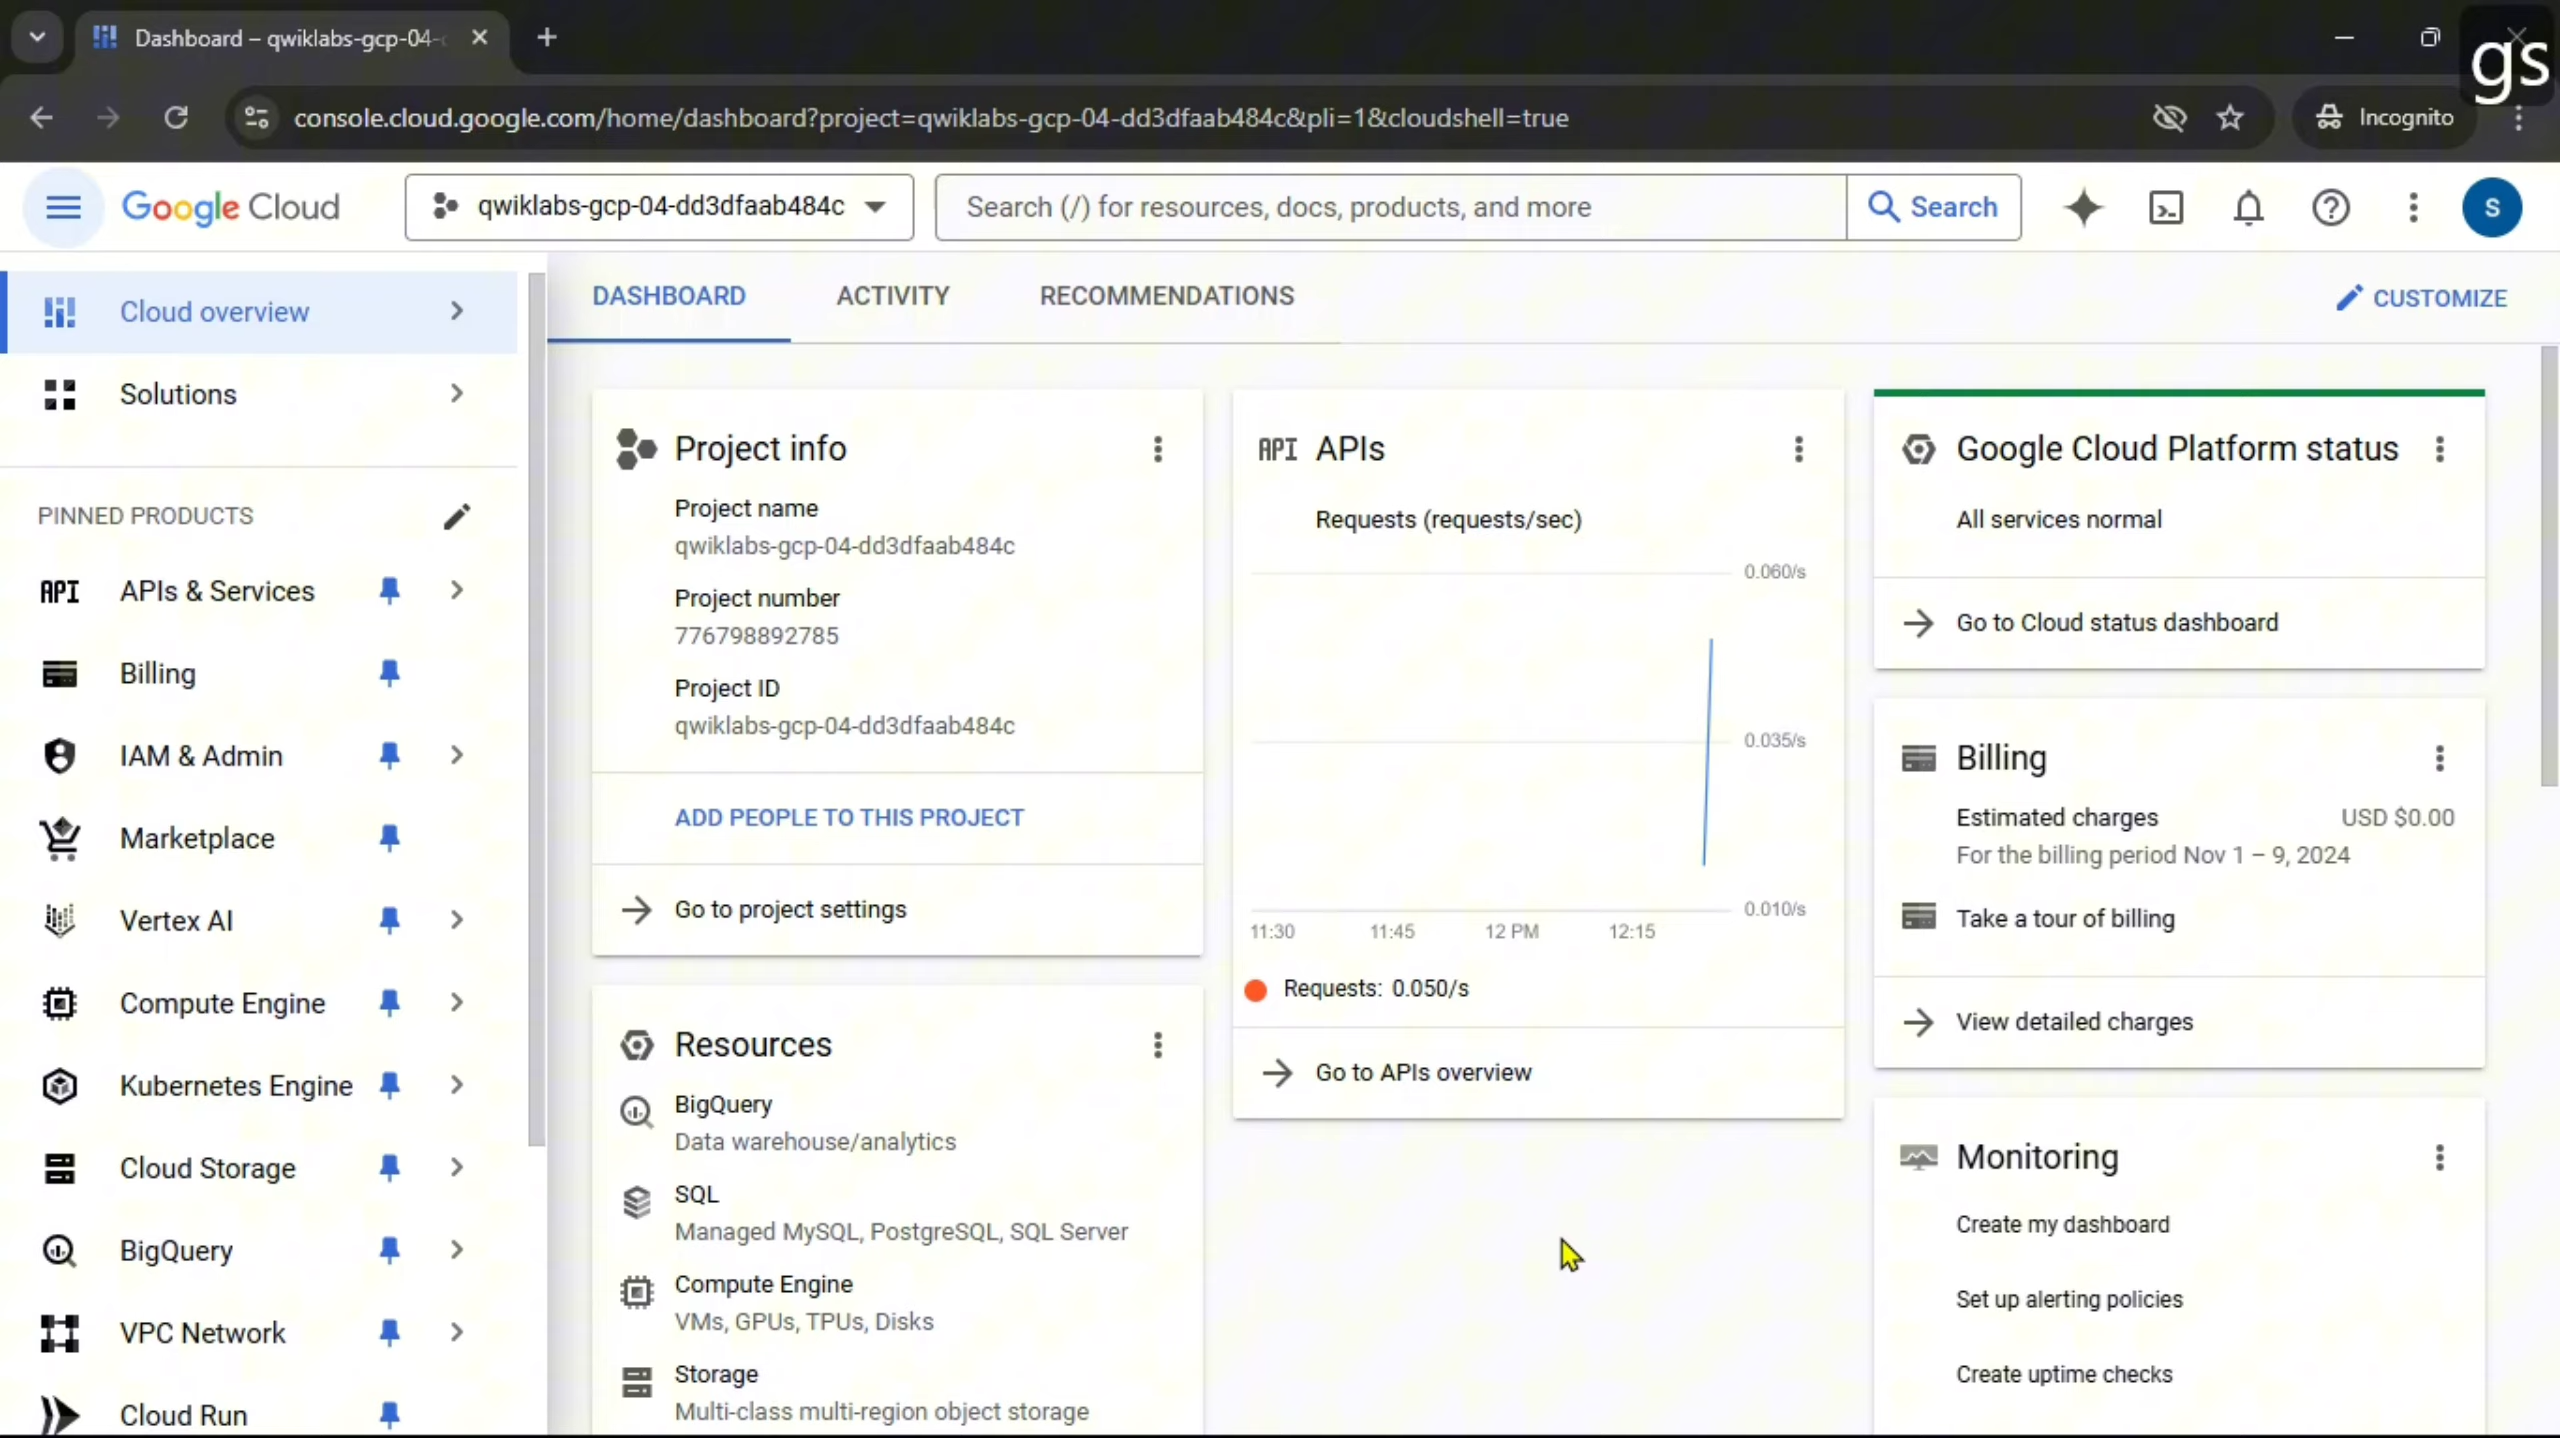 Dashboard – qwiklabs-gcp-04-
gs
console.cloud.google.com/home/dashboard?project=qwiklabs-gcp-04-dd3dfaab484c&pli=1&cloudshell=true
Incognito
Google Cloud
qwiklabs-gcp-04-dd3dfaab484c
Search (/) for resources, docs, products, and more
Search
S
Cloud overview
Solutions
PINNED PRODUCTS
API APIs & Services
Billing
IAM & Admin
Marketplace
Vertex AI
Compute Engine
Kubernetes Engine
Cloud Storage
BigQuery
VPC Network
Cloud Run
DASHBOARD
ACTIVITY
RECOMMENDATIONS
CUSTOMIZE
Project info
Project name
qwiklabs-gcp-04-dd3dfaab484c
Project number
776798892785
Project ID
qwiklabs-gcp-04-dd3dfaab484c
ADD PEOPLE TO THIS PROJECT
Go to project settings
Resources
BigQuery
Data warehouse/analytics
SQL
Managed MySQL, PostgreSQL, SQL Server
Compute Engine
VMs, GPUs, TPUs, Disks
Storage
Multi-class multi-region object storage
API APIs
Requests (requests/sec)
0.060/s
0.035/s
0.010/s
11:30 11:45 12 PM 12:15
Requests: 0.050/s
Go to APIs overview
Google Cloud Platform status
All services normal
Go to Cloud status dashboard
Billing
Estimated charges USD $0.00
For the billing period Nov 1 – 9, 2024
Take a tour of billing
View detailed charges
Monitoring
Create my dashboard
Set up alerting policies
Create uptime checks